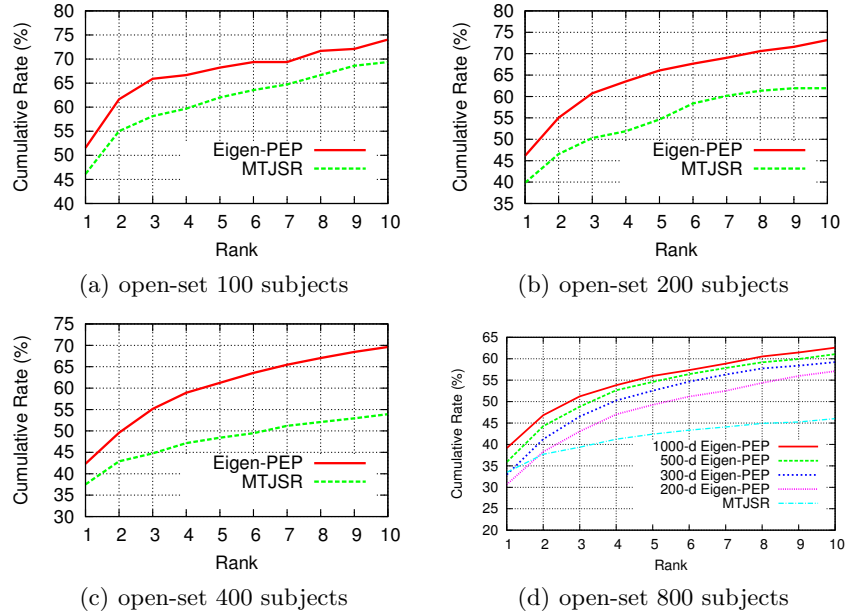 80
75
70
65
60
55
50
45
40
Cumulative Rate (%)
Eigen-PEP
MTJSR
1 2 3 4 5 6 7 8 9 10
Rank
(a) open-set 100 subjects
80
75
70
65
60
55
50
45
40
35
Cumulative Rate (%)
Eigen-PEP
MTJSR
1 2 3 4 5 6 7 8 9 10
Rank
(b) open-set 200 subjects
75
70
65
60
55
50
45
40
35
30
Cumulative Rate (%)
Eigen-PEP
MTJSR
1 2 3 4 5 6 7 8 9 10
Rank
(c) open-set 400 subjects
65
60
55
50
45
40
35
30
25
20
Cumulative Rate (%)
1000-d Eigen-PEP
500-d Eigen-PEP
300-d Eigen-PEP
200-d Eigen-PEP
MTJSR
1 2 3 4 5 6 7 8 9 10
Rank
(d) open-set 800 subjects